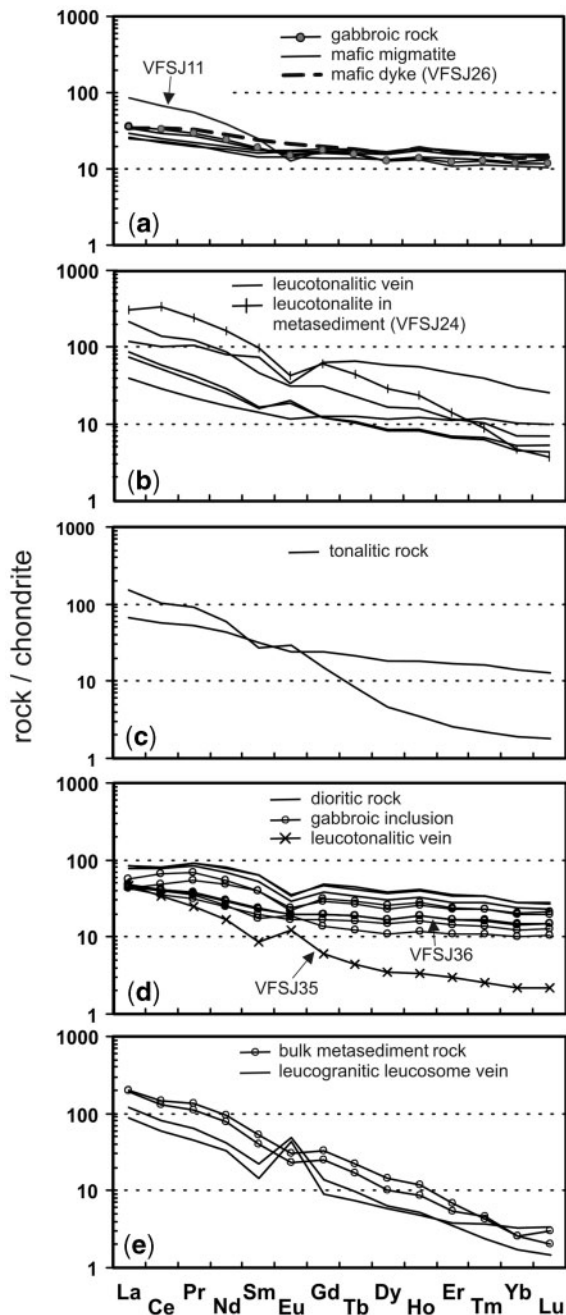 1000
gabbroic rock
mafic migmatite
mafic dyke (VFSJ26)
VFSJ11
100
10
(a)
1
1000
leucotonalitic vein
leucotonalite in
metasediment (VFSJ24)
100
10
(b)
1
1000
tonalitic rock
100
10
(c)
1
rock / chondrite
1000
dioritic rock
gabbroic inclusion
leucotonalitic vein
100
10
VFSJ36
VFSJ35
(d)
1
1000
bulk metasediment rock
leucogranitic leucosome vein
100
10
(e)
1
La Ce Pr Nd Sm Eu Gd Tb Dy Ho Er Tm Yb Lu